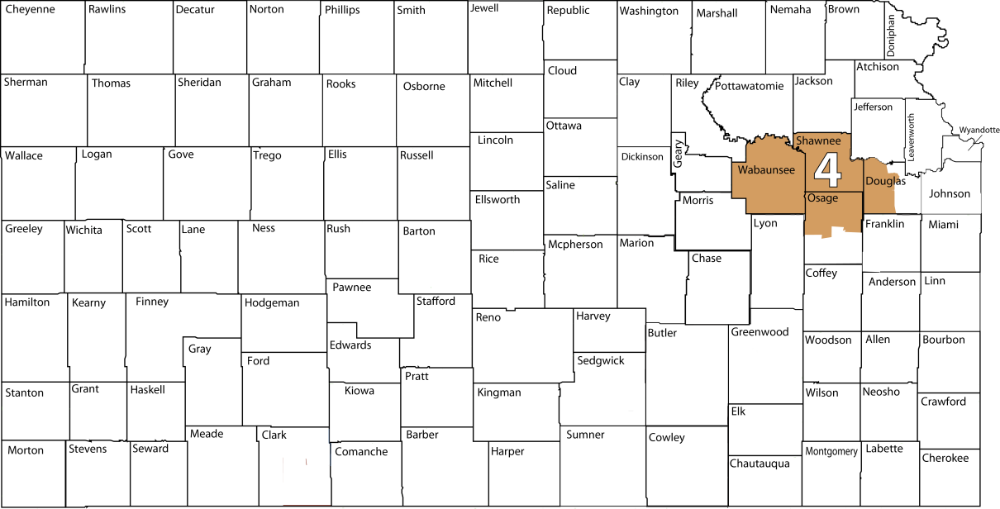 Cheyenne
Rawlins
Decatur
Norton
Phillips
Smith
Jewell
Republic
Washington
Marshall
Nemaha
Brown
Doniphan
Sherman
Thomas
Sheridan
Graham
Rooks
Osborne
Mitchell
Cloud
Clay
Riley
Pottawatomie
Jackson
Atchison
Jefferson
Leavenworth
Wyandotte
Lincoln
Ottawa
Wallace
Logan
Gove
Trego
Ellis
Russell
Dickinson
Geary
Wabaunsee
Shawnee
4
Douglas
Johnson
Ellsworth
Saline
Morris
Osage
Greeley
Wichita
Scott
Lane
Ness
Rush
Barton
Rice
Mcpherson
Marion
Chase
Lyon
Franklin
Miami
Coffey
Anderson
Linn
Hamilton
Kearny
Finney
Hodgeman
Pawnee
Stafford
Reno
Harvey
Butler
Greenwood
Woodson
Allen
Bourbon
Gray
Ford
Edwards
Sedgwick
Stanton
Grant
Haskell
Kiowa
Pratt
Kingman
Elk
Wilson
Neosho
Crawford
Meade
Clark
Barber
Sumner
Cowley
Morton
Stevens
Seward
Comanche
Harper
Chautauqua
Montgomery
Labette
Cherokee